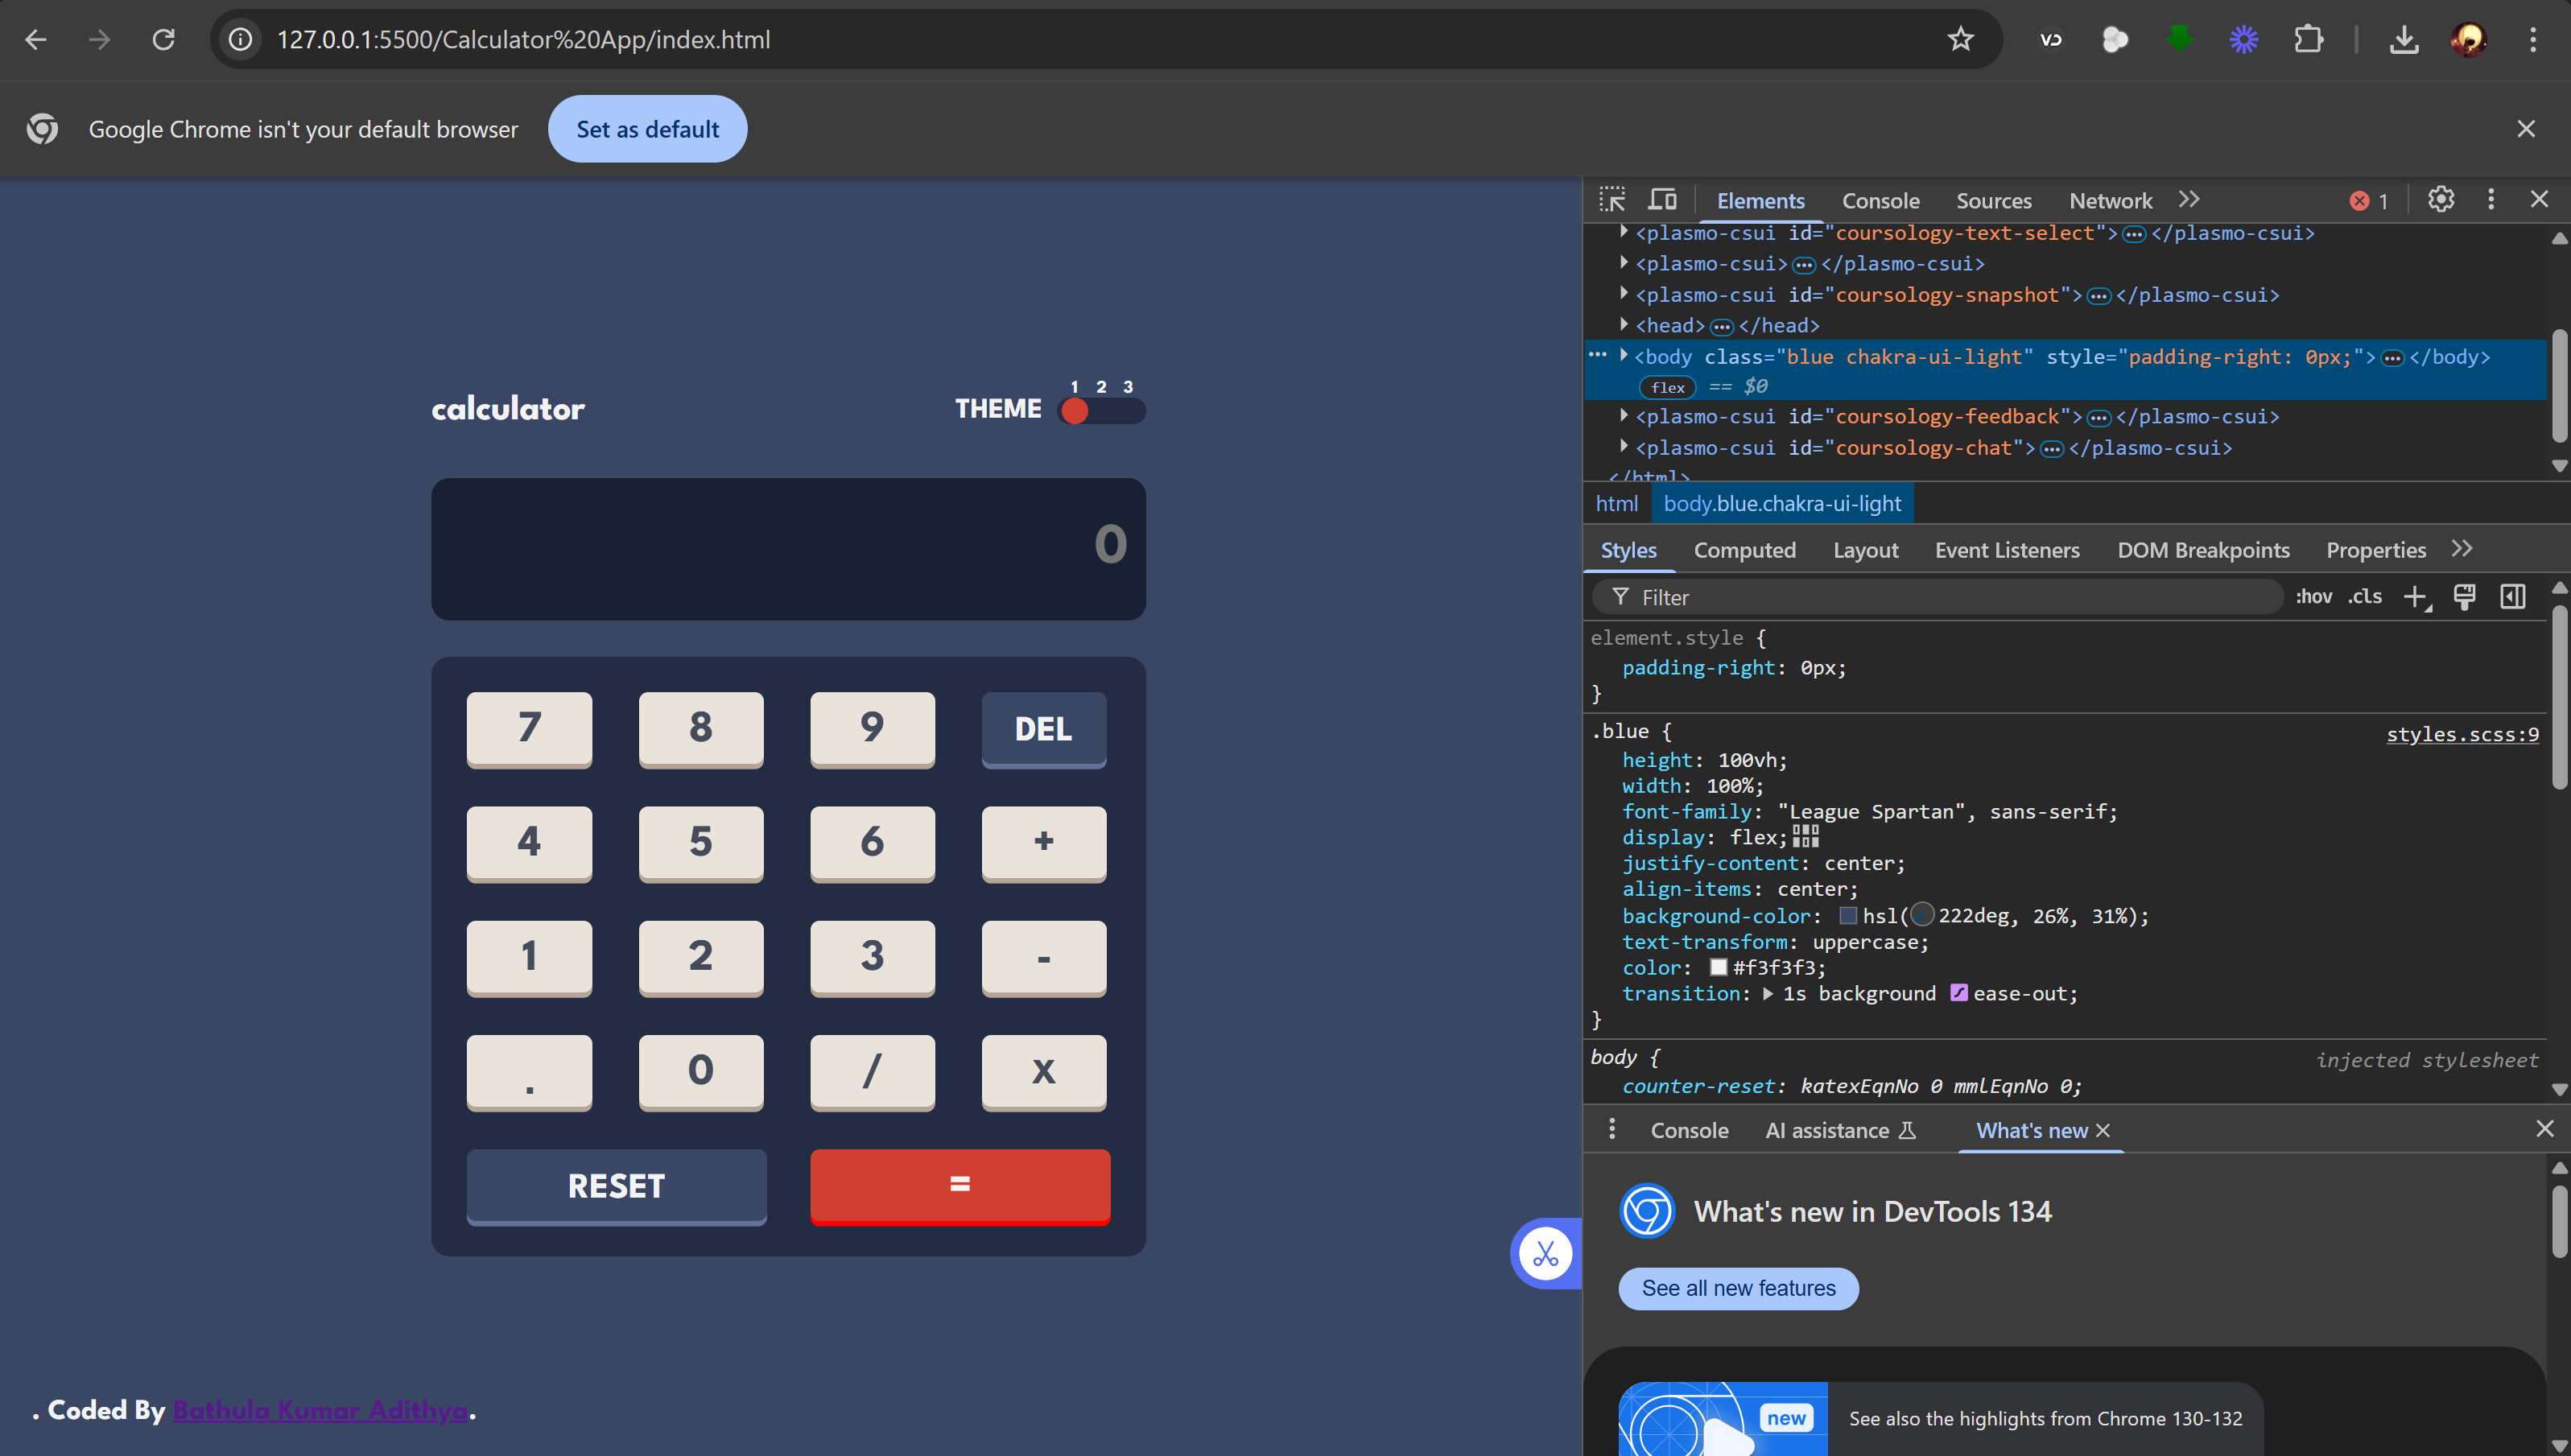 127.0.0.1:5500/Calculator%20App/index.html
VD
Google Chrome isn't your default browser
Set as default
calculator
THEME
1 2 3
0
7 8 9 DEL
4 5 6 +
1 2 3 -
. 0 / X
RESET =
. Coded By Bathula Kumar Adithya.
Elements Console Sources Network 1
<plasmo-csui id="coursology-text-select">…</plasmo-csui>
<plasmo-csui>…</plasmo-csui>
<plasmo-csui id="coursology-snapshot">…</plasmo-csui>
<head>…</head>
<body class="blue chakra-ui-light" style="padding-right: 0px;">…</body>
flex == $0
<plasmo-csui id="coursology-feedback">…</plasmo-csui>
<plasmo-csui id="coursology-chat">…</plasmo-csui>
</html>
html body.blue.chakra-ui-light
Styles Computed Layout Event Listeners DOM Breakpoints Properties
Filter :hov .cls
element.style {
padding-right: 0px;
}
.blue { styles.scss:9
height: 100vh;
width: 100%;
font-family: "League Spartan", sans-serif;
display: flex;
justify-content: center;
align-items: center;
background-color: hsl(222deg, 26%, 31%);
text-transform: uppercase;
color: #f3f3f3;
transition: 1s background ease-out;
}
body { injected stylesheet
counter-reset: katexEqnNo 0 mmlEqnNo 0;
Console AI assistance What's new
What's new in DevTools 134
See all new features
new
See also the highlights from Chrome 130-132